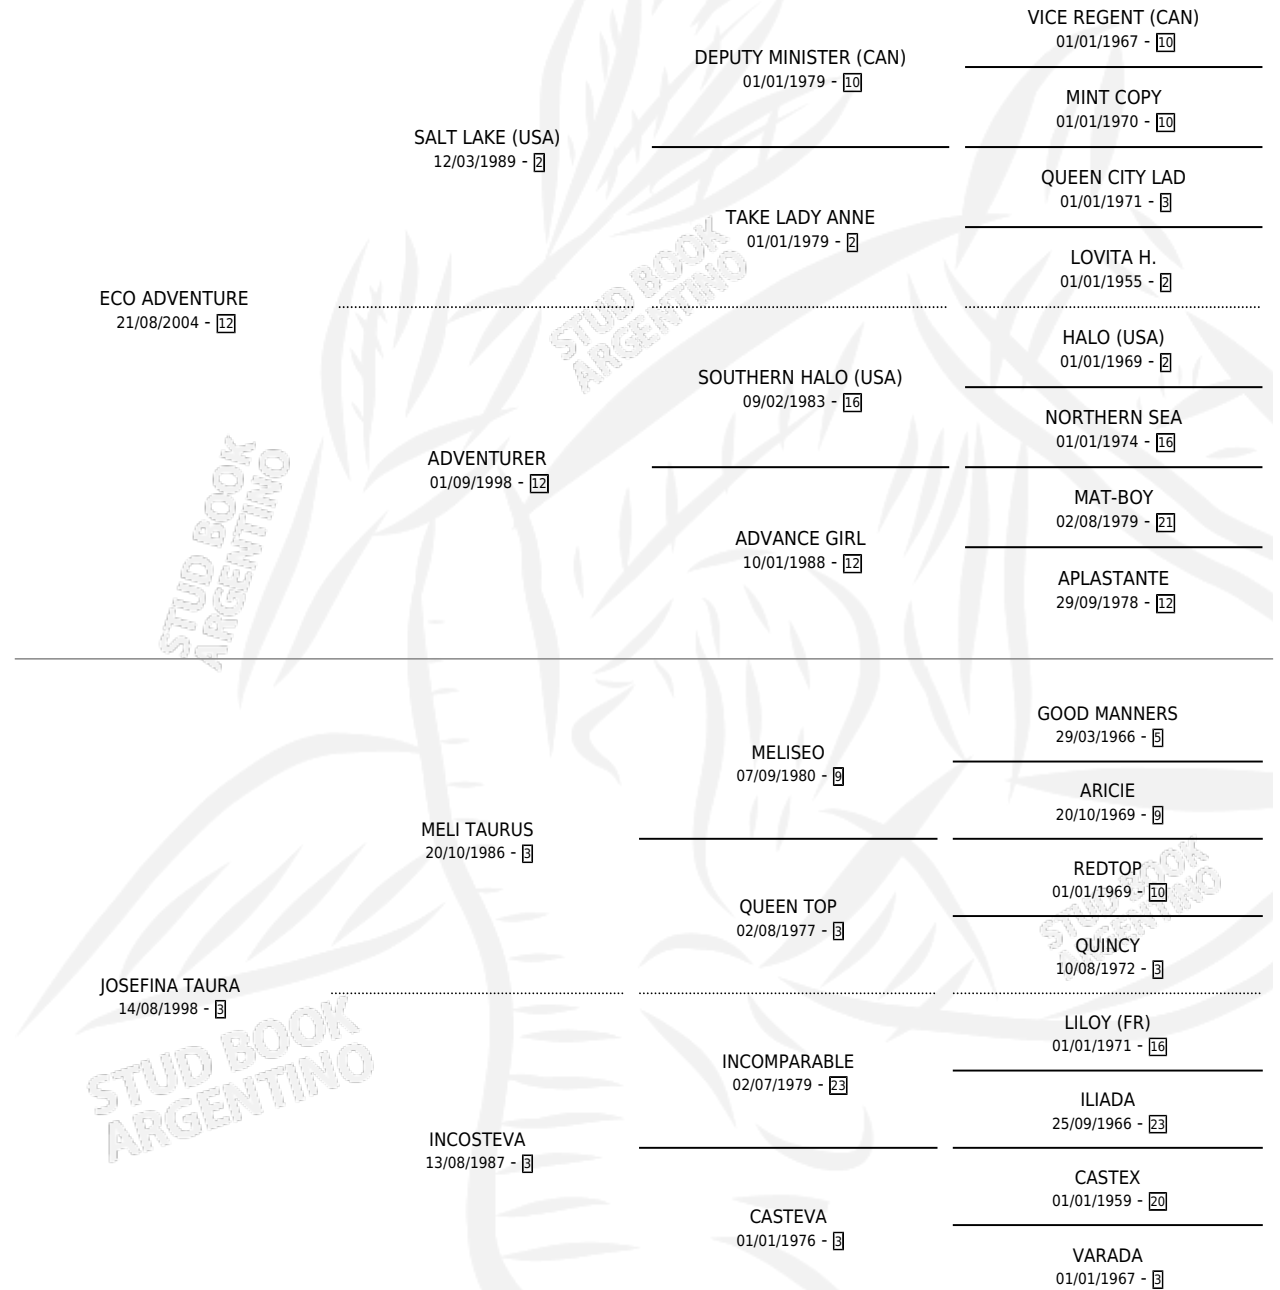 VICE REGENT (CAN)
01/01/1967 - 10
DEPUTY MINISTER (CAN)
01/01/1979 - 10
MINT COPY
01/01/1970 - 10
SALT LAKE (USA)
12/03/1989 - 2
QUEEN CITY LAD
01/01/1971 - 3
TAKE LADY ANNE
01/01/1979 - 2
LOVITA H.
01/01/1955 - 2
ECO ADVENTURE
21/08/2004 - 12
STUD BOOK
ARGENTINO
HALO (USA)
01/01/1969 - 2
SOUTHERN HALO (USA)
09/02/1983 - 16
NORTHERN SEA
01/01/1974 - 16
ADVENTURER
01/09/1998 - 12
MAT-BOY
02/08/1979 - 21
ADVANCE GIRL
10/01/1988 - 12
APLASTANTE
29/09/1978 - 12
STUD BOOK
ARGENTINO
GOOD MANNERS
29/03/1966 - 5
MELISEO
07/09/1980 - 9
ARICIE
20/10/1969 - 9
MELI TAURUS
20/10/1986 - 3
REDTOP
01/01/1969 - 10
QUEEN TOP
02/08/1977 - 3
STUD BOOK
ARGENTINO
QUINCY
10/08/1972 - 3
JOSEFINA TAURA
14/08/1998 - 3
LILOY (FR)
01/01/1971 - 16
INCOMPARABLE
02/07/1979 - 23
STUD BOOK
ARGENTINO
ILIADA
25/09/1966 - 23
INCOSTEVA
13/08/1987 - 3
CASTEX
01/01/1959 - 20
CASTEVA
01/01/1976 - 3
VARADA
01/01/1967 - 3